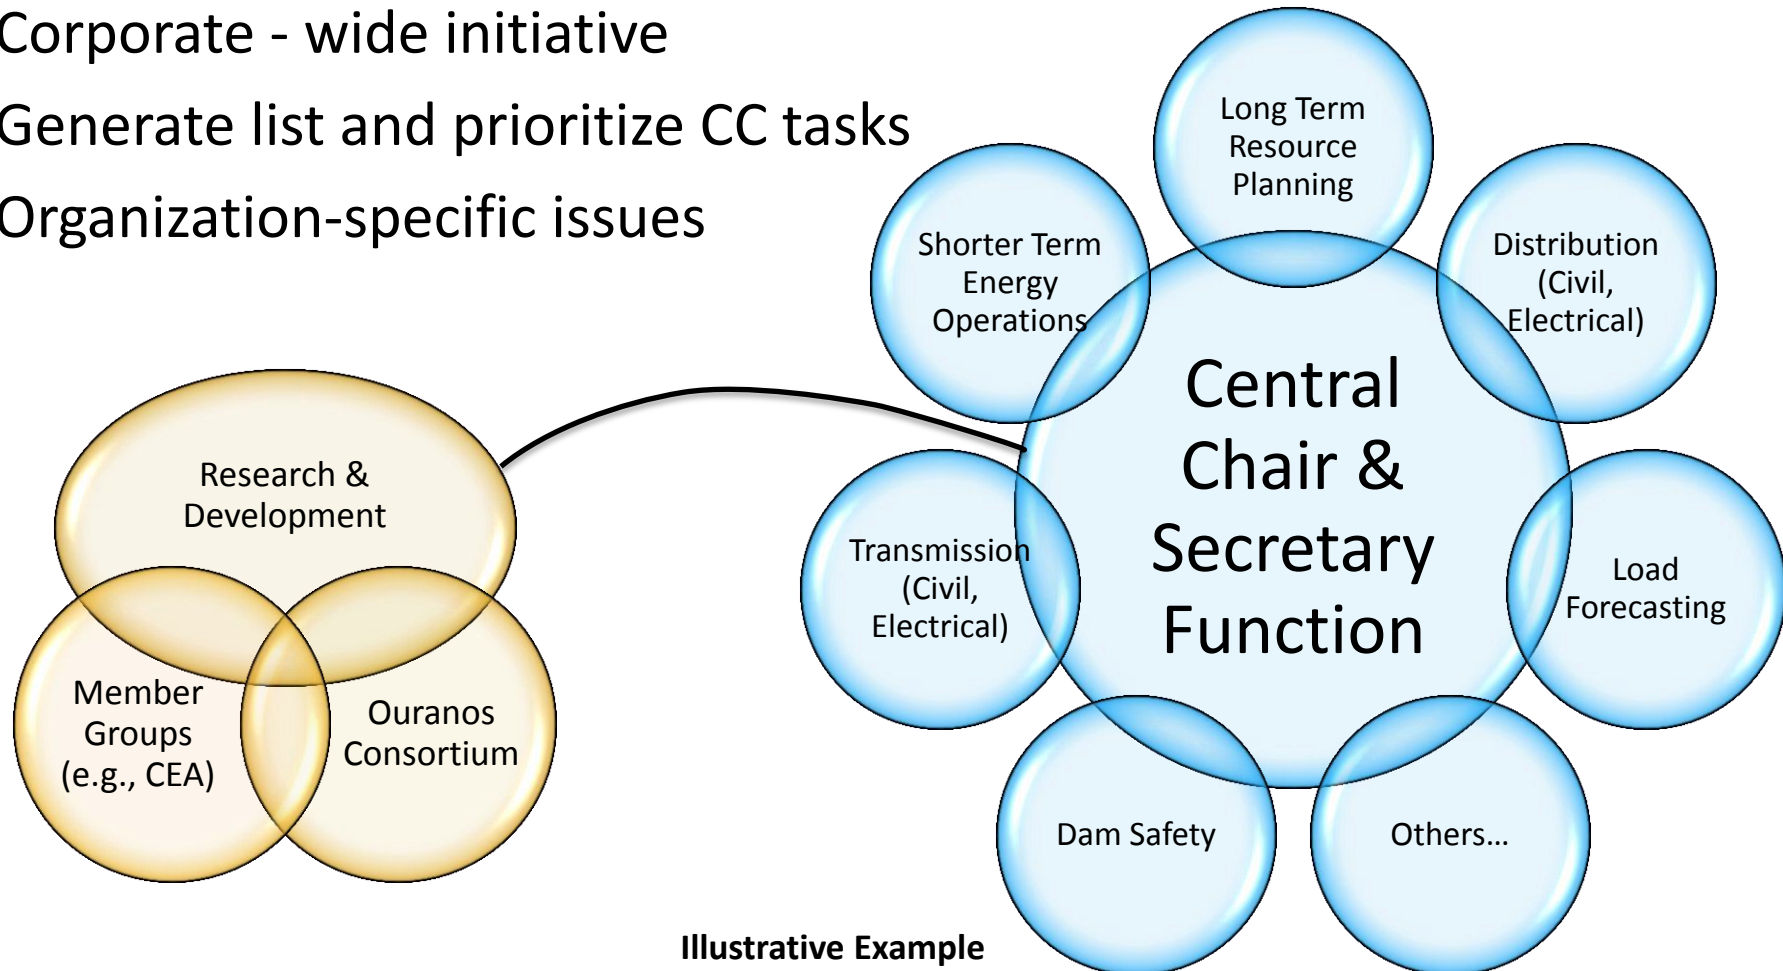 Corporate - wide initiative
Generate list and prioritize CC tasks
Organization-specific issues
Long Term
Resource
Planning
Shorter Term
Energy
Operations
Distribution
(Civil,
Electrical)
Central
Chair &
Secretary
Function
Research &
Development
Transmission
(Civil,
Electrical)
Load
Forecasting
Member
Groups
(e.g., CEA)
Ouranos
Consortium
Dam Safety
Others...
Illustrative Example